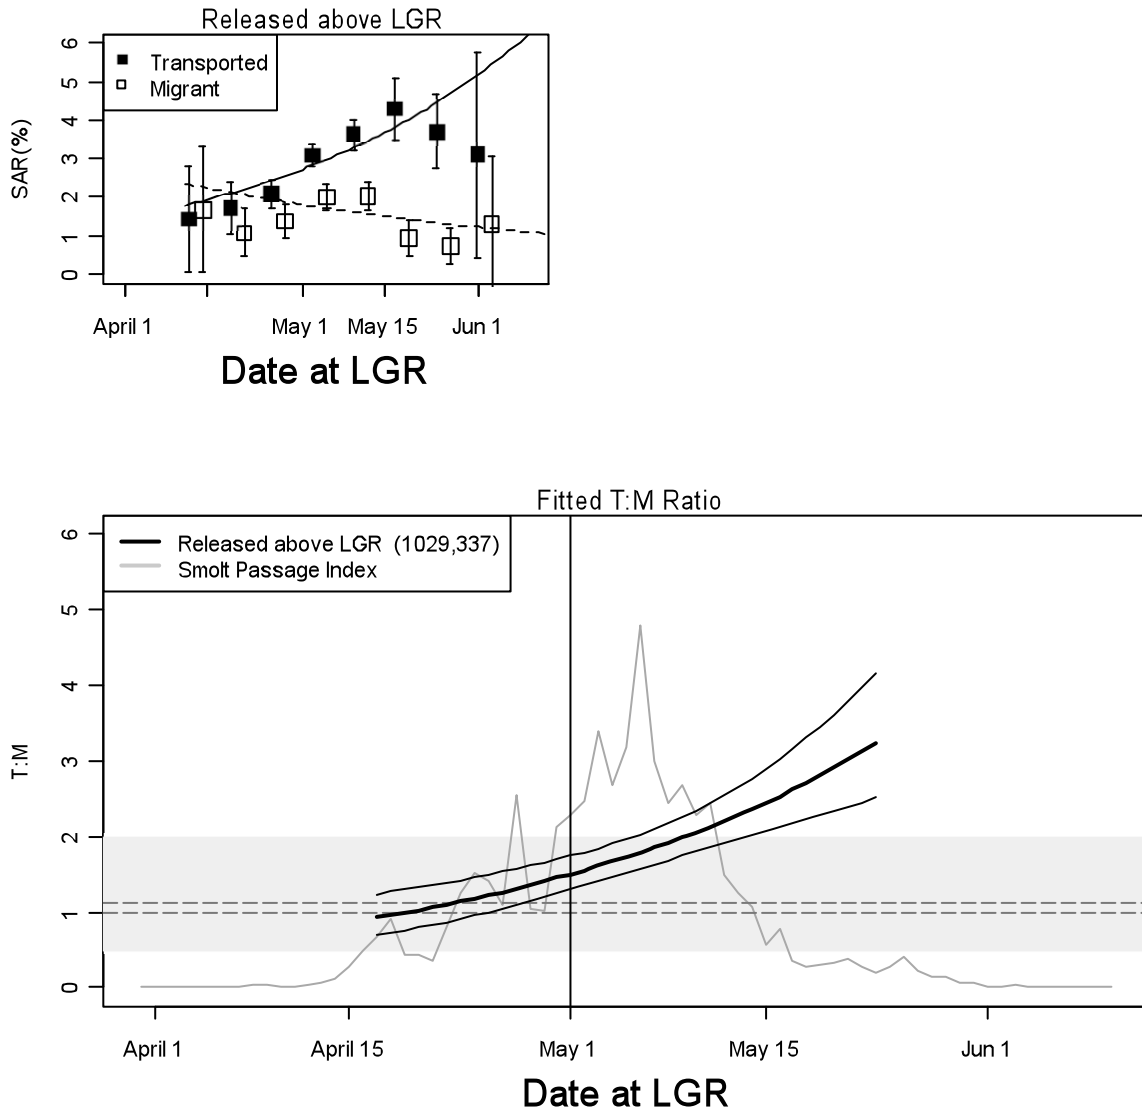 Released above LGR
Transported
Migrant
6
5
4
3
2
1
0
SAR(%)
April 1
May 1
May 15
Jun 1
Date at LGR
Fitted T:M Ratio
Released above LGR (1029,337)
Smolt Passage Index
6
5
4
3
2
1
0
T:M
April 1
April 15
May 1
May 15
Jun 1
Date at LGR